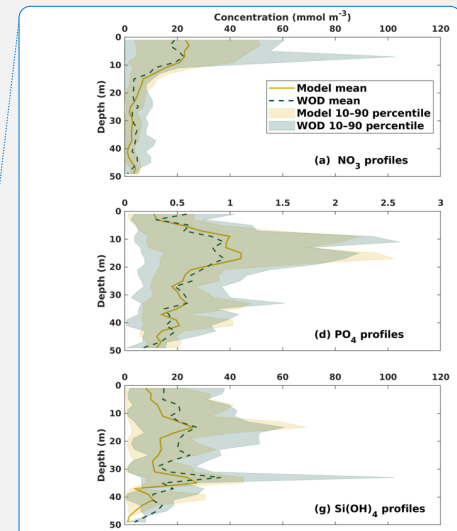 Concentration (mmol m⁻³)
0 20 40 60 80 100 120
0
10
20
30
40
50
Depth (m)
Model mean
WOD mean
Model 10–90 percentile
WOD 10–90 percentile
(a) NO₃ profiles
0 0.5 1 1.5 2 2.5 3
0
10
20
30
40
50
Depth (m)
(d) PO₄ profiles
0 20 40 60 80 100 120
0
10
20
30
40
50
Depth (m)
(g) Si(OH)₄ profiles